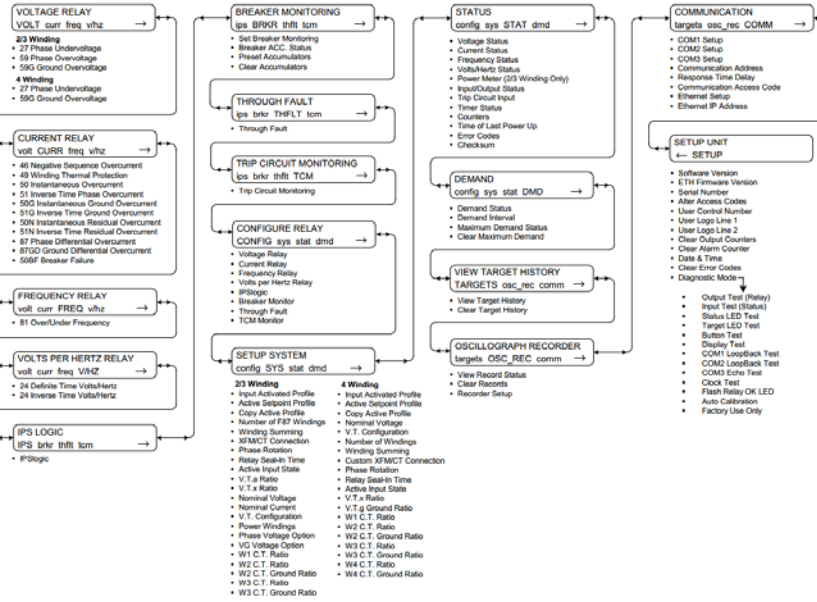 VOLTAGE RELAY
VOLT curr freq v/hz →
2/3 Winding
• 27 Phase Undervoltage
• 59 Phase Overvoltage
• 59G Ground Overvoltage
4 Winding
• 27 Phase Undervoltage
• 59G Ground Overvoltage
CURRENT RELAY
volt CURR freq v/hz →
• 46 Negative Sequence Overcurrent
• 49 Winding Thermal Protection
• 50 Instantaneous Overcurrent
• 51 Inverse Time Phase Overcurrent
• 50G Instantaneous Ground Overcurrent
• 51G Inverse Time Ground Overcurrent
• 50N Instantaneous Residual Overcurrent
• 51N Inverse Time Residual Overcurrent
• 87 Phase Differential Overcurrent
• 87GD Ground Differential Overcurrent
• 50BF Breaker Failure
FREQUENCY RELAY
volt curr FREQ v/hz →
• 81 Over/Under Frequency
VOLTS PER HERTZ RELAY
volt curr freq V/HZ →
• 24 Definite Time Volts/Hertz
• 24 Inverse Time Volts/Hertz
IPS LOGIC
IPS brkr thflt tcm →
• IPSlogic
BREAKER MONITORING
ips BRKR thflt tcm →
• Set Breaker Monitoring
• Breaker ACC. Status
• Preset Accumulators
• Clear Accumulators
THROUGH FAULT
ips brkr THFLT tcm →
• Through Fault
TRIP CIRCUIT MONITORING
ips brkr thflt TCM →
• Trip Circuit Monitoring
CONFIGURE RELAY
CONFIG sys stat dmd →
• Voltage Relay
• Current Relay
• Frequency Relay
• Volts per Hertz Relay
• IPSlogic
• Breaker Monitor
• Through Fault
• TCM Monitor
SETUP SYSTEM
config SYS stat dmd →
2/3 Winding
• Input Activated Profile
• Active Setpoint Profile
• Copy Active Profile
• Number of F87 Windings
• Winding Summing
• XFM/CT Connection
• Phase Rotation
• Relay Seal-In Time
• Active Input State
• V.T.a Ratio
• V.T.x Ratio
• Nominal Voltage
• Nominal Current
• V.T. Configuration
• Power Windings
• Phase Voltage Option
• VG Voltage Option
• W1 C.T. Ratio
• W2 C.T. Ratio
• W2 C.T. Ground Ratio
• W3 C.T. Ratio
• W3 C.T. Ground Ratio
4 Winding
• Input Activated Profile
• Active Setpoint Profile
• Copy Active Profile
• Nominal Voltage
• V.T. Configuration
• Number of Windings
• Winding Summing
• Custom XFM/CT Connection
• Phase Rotation
• Relay Seal-In Time
• Active Input State
• V.T.x Ratio
• V.T.g Ground Ratio
• W1 C.T. Ratio
• W2 C.T. Ratio
• W2 C.T. Ground Ratio
• W3 C.T. Ratio
• W3 C.T. Ground Ratio
• W4 C.T. Ratio
• W4 C.T. Ground Ratio
STATUS
config sys STAT dmd →
• Voltage Status
• Current Status
• Frequency Status
• Volts/Hertz Status
• Power Meter (2/3 Winding Only)
• Input/Output Status
• Trip Circuit Input
• Timer Status
• Counters
• Time of Last Power Up
• Error Codes
• Checksum
DEMAND
config sys stat DMD →
• Demand Status
• Demand Interval
• Maximum Demand Status
• Clear Maximum Demand
VIEW TARGET HISTORY
TARGETS osc_rec comm →
• View Target History
• Clear Target History
OSCILLOGRAPH RECORDER
targets OSC_REC comm →
• View Record Status
• Clear Records
• Recorder Setup
COMMUNICATION
targets osc_rec COMM →
• COM1 Setup
• COM2 Setup
• COM3 Setup
• Communication Address
• Response Time Delay
• Communication Access Code
• Ethernet Setup
• Ethernet IP Address
SETUP UNIT
← SETUP
• Software Version
• ETH Firmware Version
• Serial Number
• Alter Access Codes
• User Control Number
• User Logo Line 1
• User Logo Line 2
• Clear Output Counters
• Clear Alarm Counter
• Date & Time
• Clear Error Codes
• Diagnostic Mode
• Output Test (Relay)
• Input Test (Status)
• Status LED Test
• Target LED Test
• Button Test
• Display Test
• COM1 LoopBack Test
• COM2 LoopBack Test
• COM3 Echo Test
• Clock Test
• Flash Relay OK LED
• Auto Calibration
• Factory Use Only